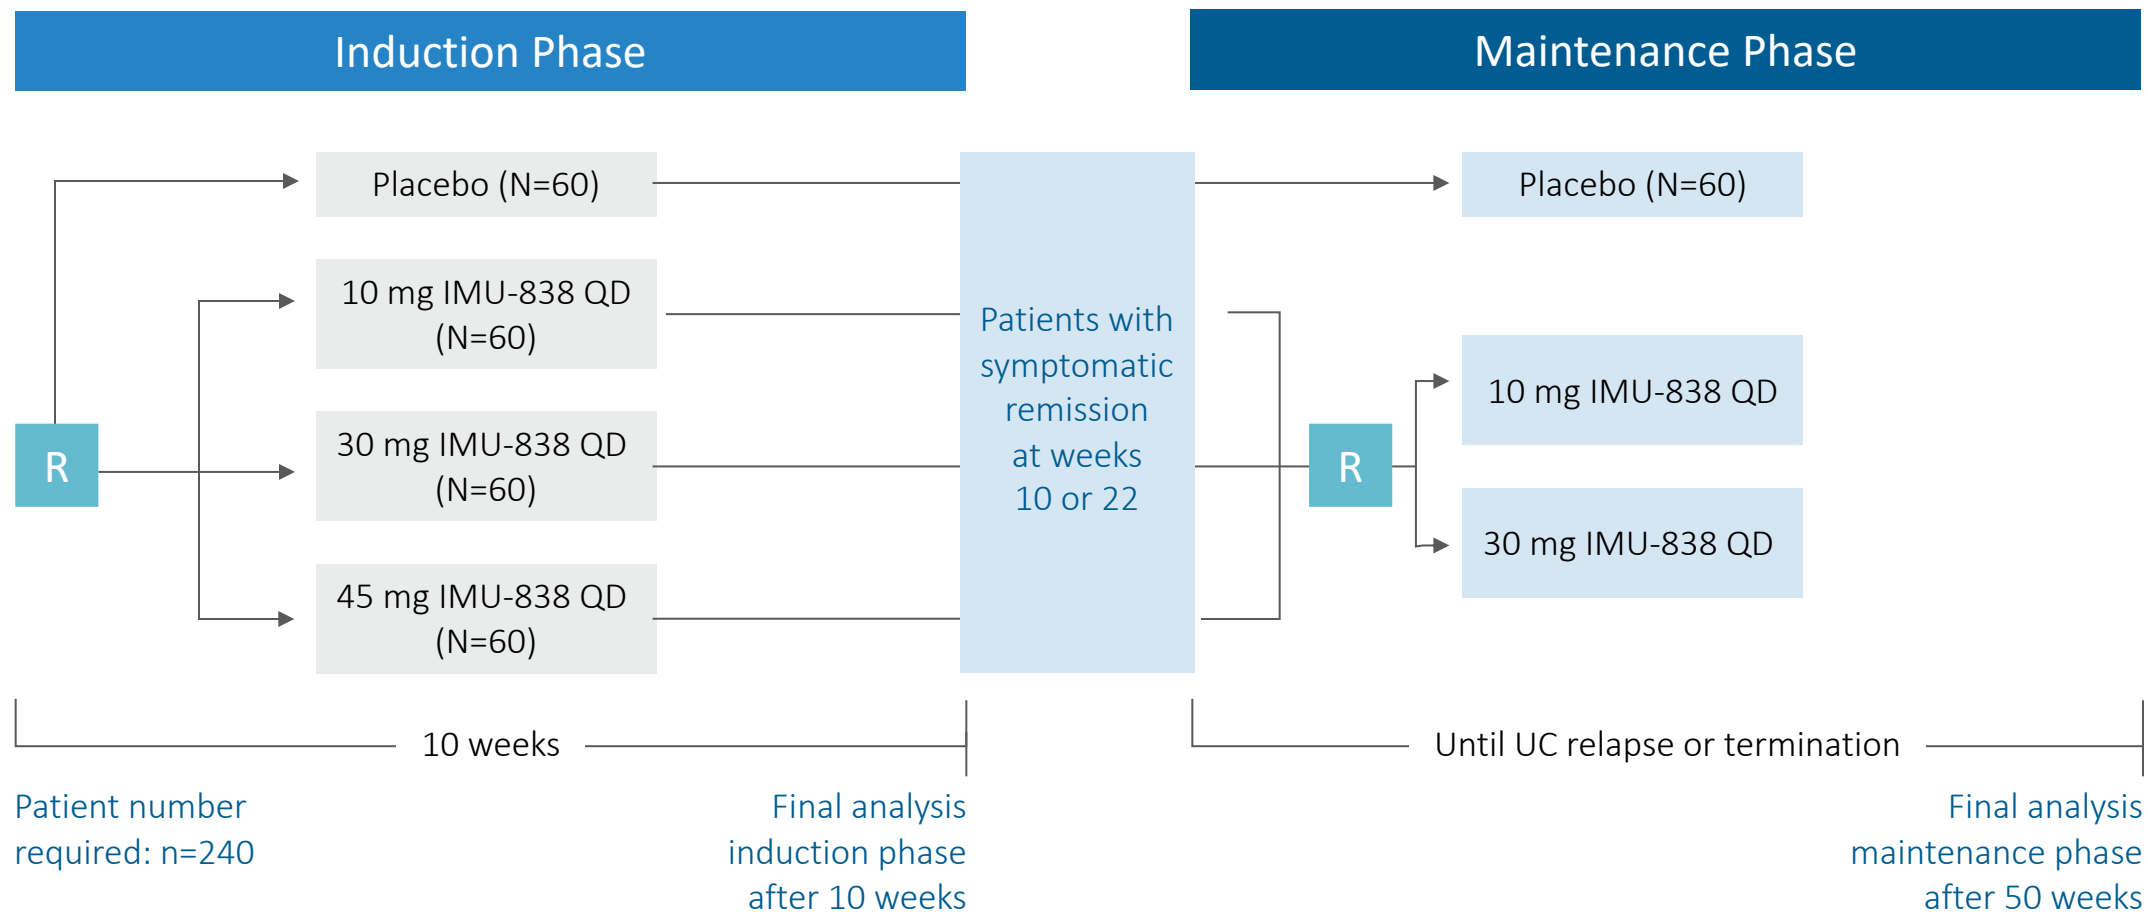 Induction Phase
Maintenance Phase
Placebo (N=60)
10 mg IMU-838 QD
(N=60)
R
30 mg IMU-838 QD
(N=60)
45 mg IMU-838 QD
(N=60)
Patients with
symptomatic
remission
at weeks
10 or 22
Placebo (N=60)
R
10 mg IMU-838 QD
30 mg IMU-838 QD
10 weeks
Until UC relapse or termination
Patient number
required: n=240
Final analysis
induction phase
after 10 weeks
Final analysis
maintenance phase
after 50 weeks